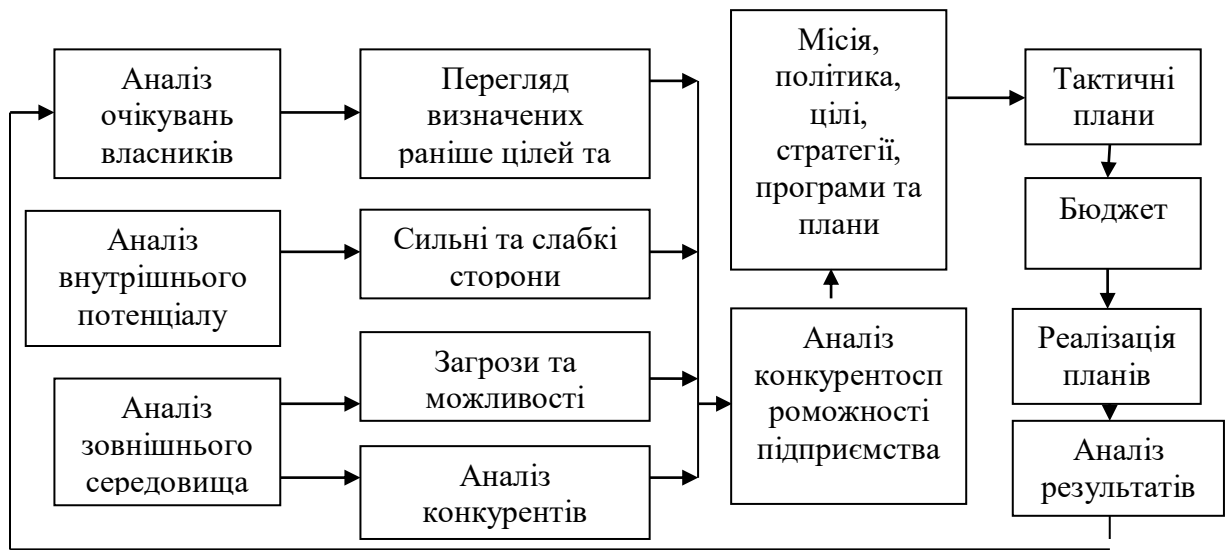 Аналіз
очікувань
власників
Перегляд
визначених
раніше цілей та
Аналіз
внутрішнього
потенціалу
Сильні та слабкі
сторони
Аналіз
зовнішнього
середовища
Загрози та
можливості
Аналіз
конкурентів
Місія,
політика,
цілі,
стратегії,
програми та
плани
Аналіз
конкурентосп
роможності
підприємства
Тактичні
плани
Бюджет
Реалізація
планів
Аналіз
результатів